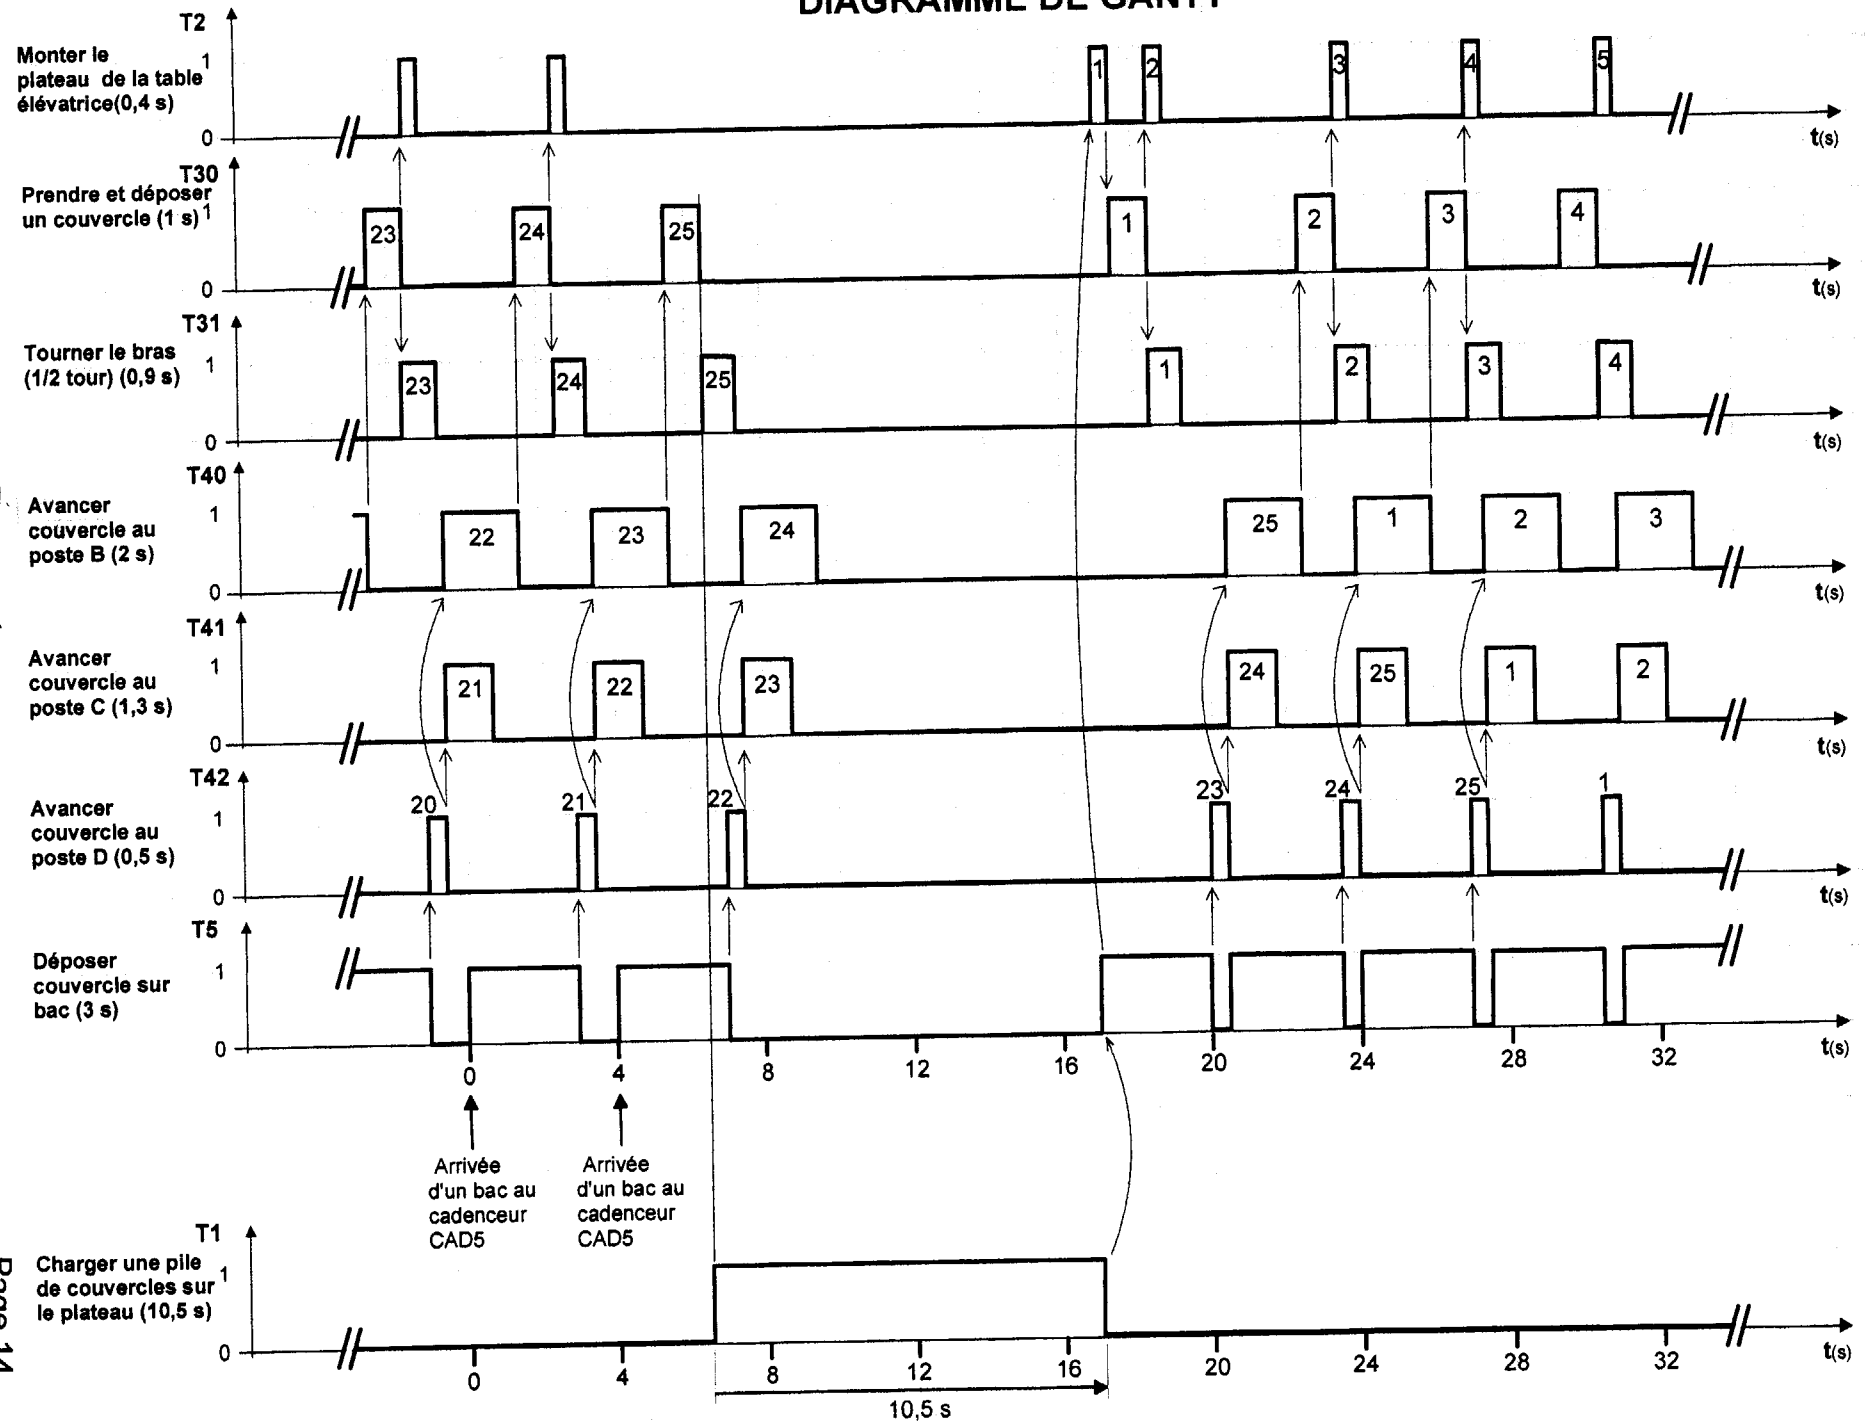 DIAGRAMME DE GANTT
T2
Monter le
plateau de la table
élévatrice(0,4 s)
1
0
1 2 3 4 5
t(s)
T30
Prendre et déposer
un couvercle (1 s)
1
0
23 24 25 1 2 3 4
t(s)
T31
Tourner le bras
(1/2 tour) (0,9 s)
1
0
23 24 25 1 2 3 4
t(s)
T40
Avancer
couvercle au
poste B (2 s)
1
0
22 23 24 25 1 2 3
t(s)
T41
Avancer
couvercle au
poste C (1,3 s)
1
0
21 22 23 24 25 1 2
t(s)
T42
Avancer
couvercle au
poste D (0,5 s)
1
0
20 21 22 23 24 25 1
t(s)
T5
Déposer
couvercle sur
bac (3 s)
1
0
0 4 8 12 16 20 24 28 32
t(s)
Arrivée
d'un bac au
cadenceur
CAD5
Arrivée
d'un bac au
cadenceur
CAD5
T1
Charger une pile
de couvercles sur
le plateau (10,5 s)
1
0
0 4 8 12 16 20 24 28 32
t(s)
10,5 s
Page 14